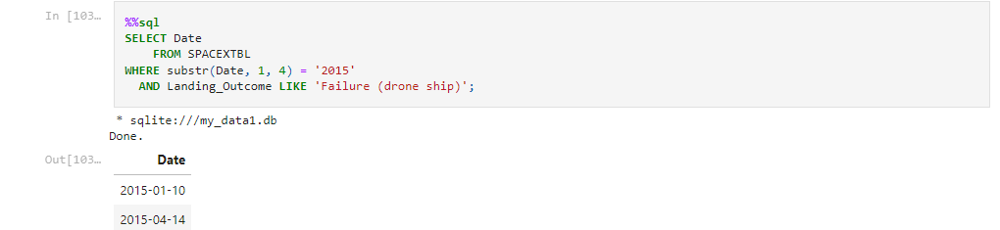 In [103…
%%sql
SELECT Date
FROM SPACEXTBL
WHERE substr(Date, 1, 4) = '2015'
AND Landing_Outcome LIKE 'Failure (drone ship)';
* sqlite:///my_data1.db
Done.
Out[103…
Date
2015-01-10
2015-04-14